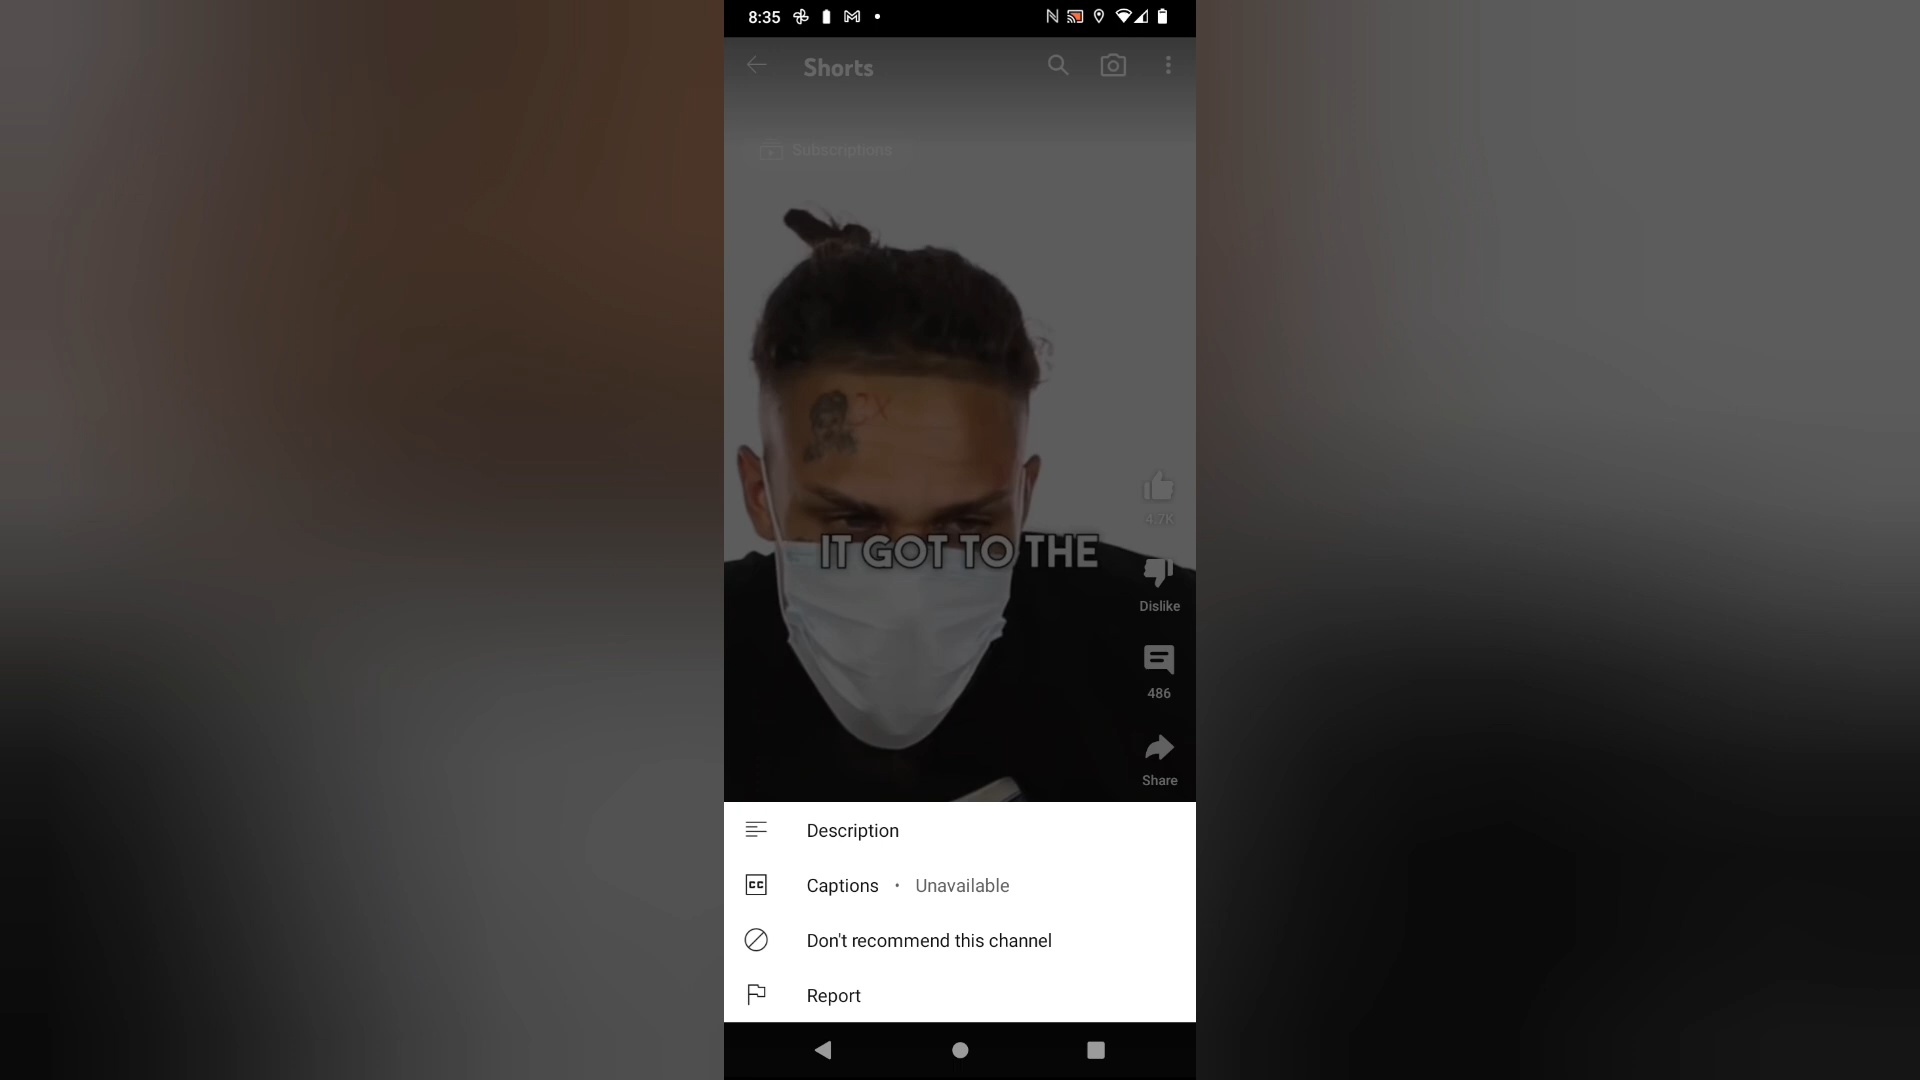 8:35
Shorts
Subscriptions
4.7K
IT GOT TO THE
Dislike
486
Share
Description
CC Captions • Unavailable
Don't recommend this channel
Report